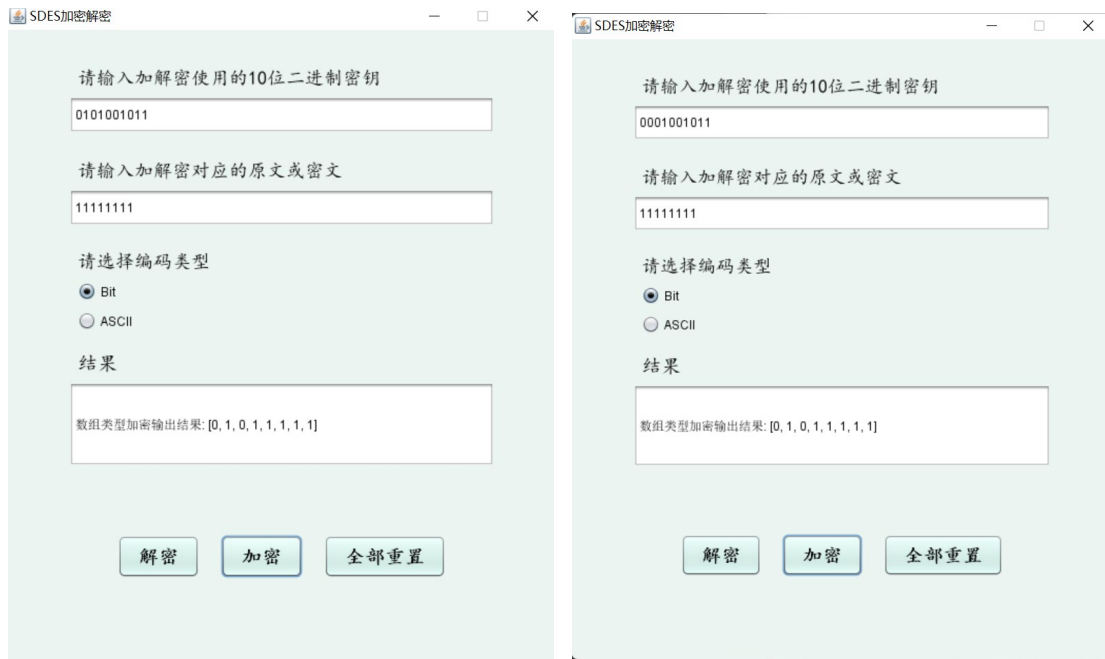 SDES加密解密
请输入加解密使用的10位二进制密钥
0101001011
请输入加解密对应的原文或密文
11111111
请选择编码类型
Bit
ASCII
结果
数组类型加密输出结果: [0, 1, 0, 1, 1, 1, 1, 1]
解密 加密 全部重置
SDES加密解密
请输入加解密使用的10位二进制密钥
0001001011
请输入加解密对应的原文或密文
11111111
请选择编码类型
Bit
ASCII
结果
数组类型加密输出结果: [0, 1, 0, 1, 1, 1, 1, 1]
解密 加密 全部重置